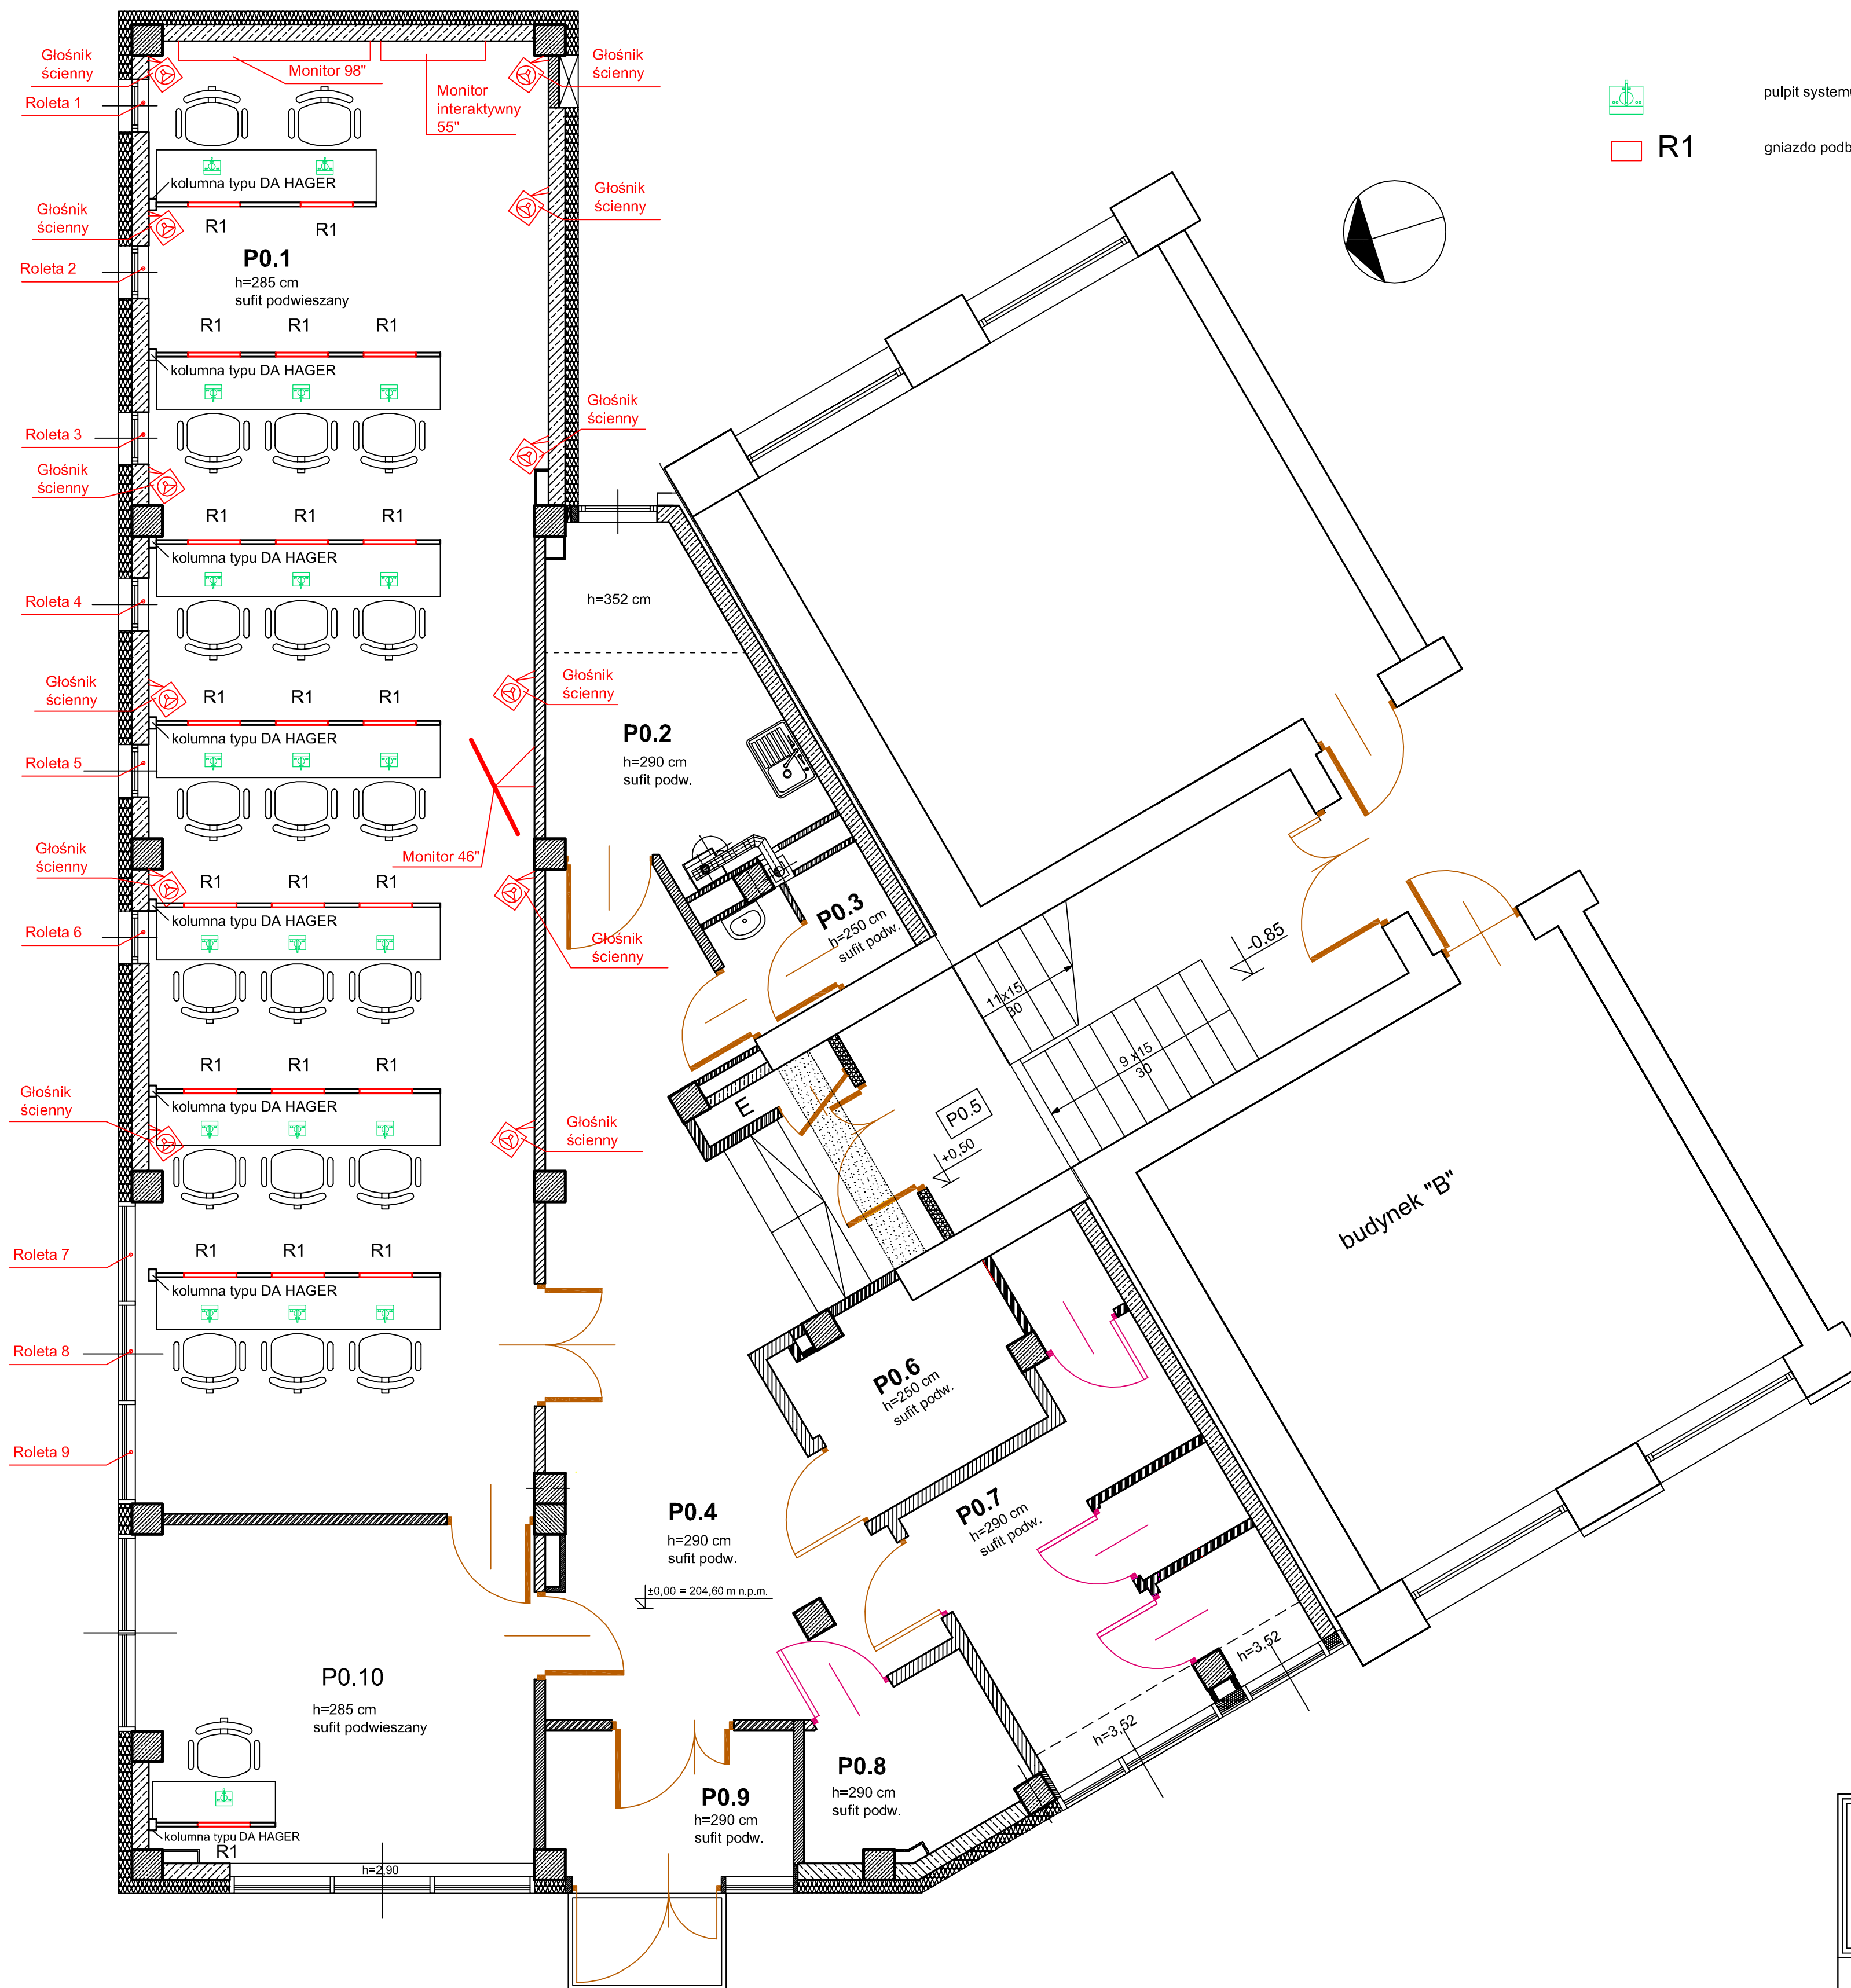 Głośnik
ścienny
Monitor 98"
Głośnik
ścienny
Roleta 1
Monitor
interaktywny
55"
pulpit system
R1
gniazdo podb
kolumna typu DA HAGER
Głośnik
ścienny
Głośnik
ścienny
R1
R1
P0.1
h=285 cm
sufit podwieszany
Roleta 2
R1
R1
R1
kolumna typu DA HAGER
Głośnik
ścienny
Roleta 3
Głośnik
ścienny
R1
R1
R1
kolumna typu DA HAGER
Roleta 4
h=352 cm
Głośnik
ścienny
Głośnik
ścienny
R1
R1
R1
kolumna typu DA HAGER
P0.2
h=290 cm
sufit podw.
Roleta 5
Monitor 46"
Głośnik
ścienny
R1
R1
R1
kolumna typu DA HAGER
Roleta 6
Głośnik
ścienny
P0.3
h=250 cm
sufit podw.
-0,85
11x15
30
9 x15
30
R1
R1
R1
kolumna typu DA HAGER
Głośnik
ścienny
Głośnik
ścienny
E
P0.5
+0,50
budynek "B"
R1
R1
R1
kolumna typu DA HAGER
Roleta 7
Roleta 8
Roleta 9
P0.6
h=250 cm
sufit podw.
P0.4
h=290 cm
sufit podw.
±0,00 = 204,60 m n.p.m.
P0.7
h=290 cm
sufit podw.
h=3,52
h=3,52
P0.10
h=285 cm
sufit podwieszany
P0.8
h=290 cm
sufit podw.
P0.9
h=290 cm
sufit podw.
kolumna typu DA HAGER
R1
h=2,90